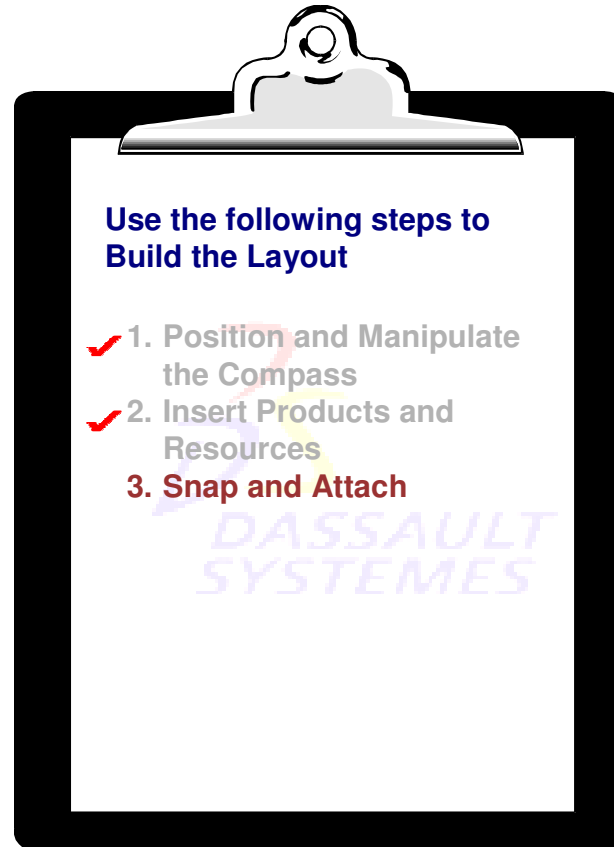 Use the following steps to
Build the Layout
1. Position and Manipulate
the Compass
2. Insert Products and
Resources
3. Snap and Attach
DASSAULT
SYSTEMES